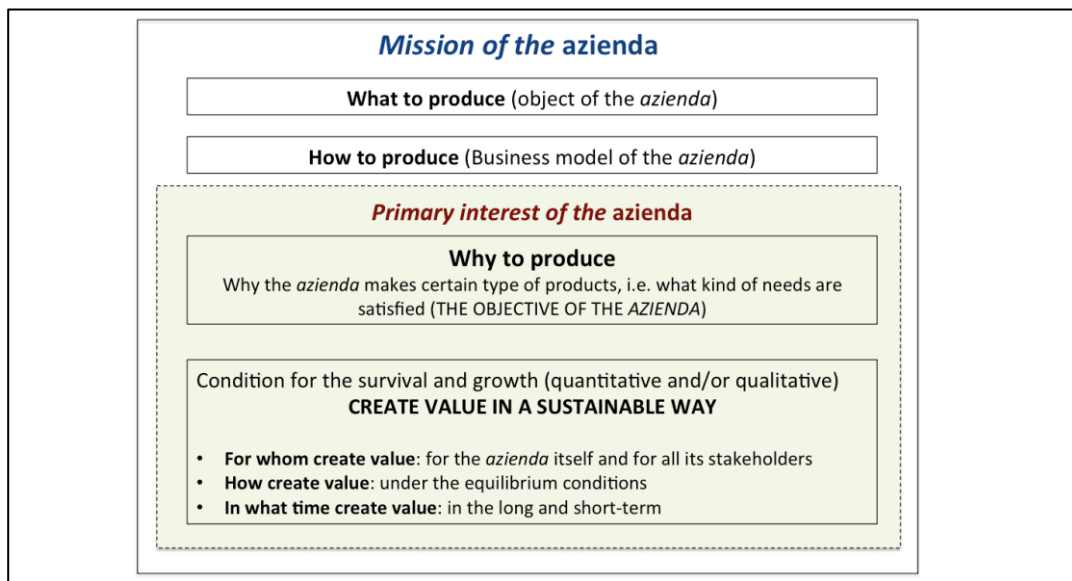 Mission of the azienda
What to produce (object of the azienda)
How to produce (Business model of the azienda)
Primary interest of the azienda
Why to produce
Why the azienda makes certain type of products, i.e. what kind of needs are
satisfied (THE OBJECTIVE OF THE AZIENDA)
Condition for the survival and growth (quantitative and/or qualitative)
CREATE VALUE IN A SUSTAINABLE WAY
• For whom create value: for the azienda itself and for all its stakeholders
• How create value: under the equilibrium conditions
• In what time create value: in the long and short-term